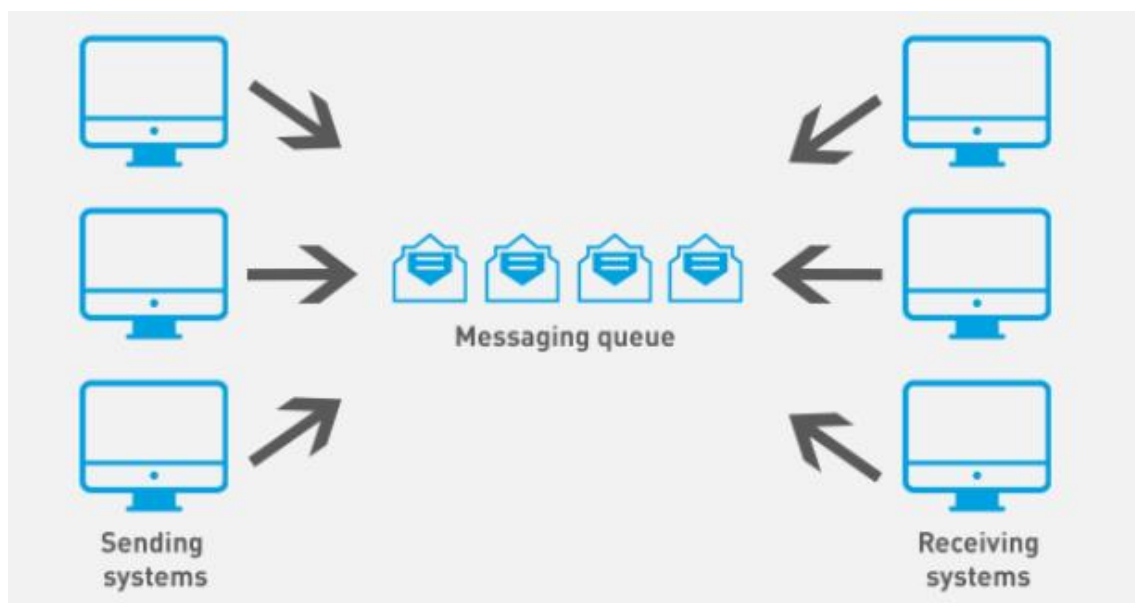 Messaging queue
Sending
systems
Receiving
systems